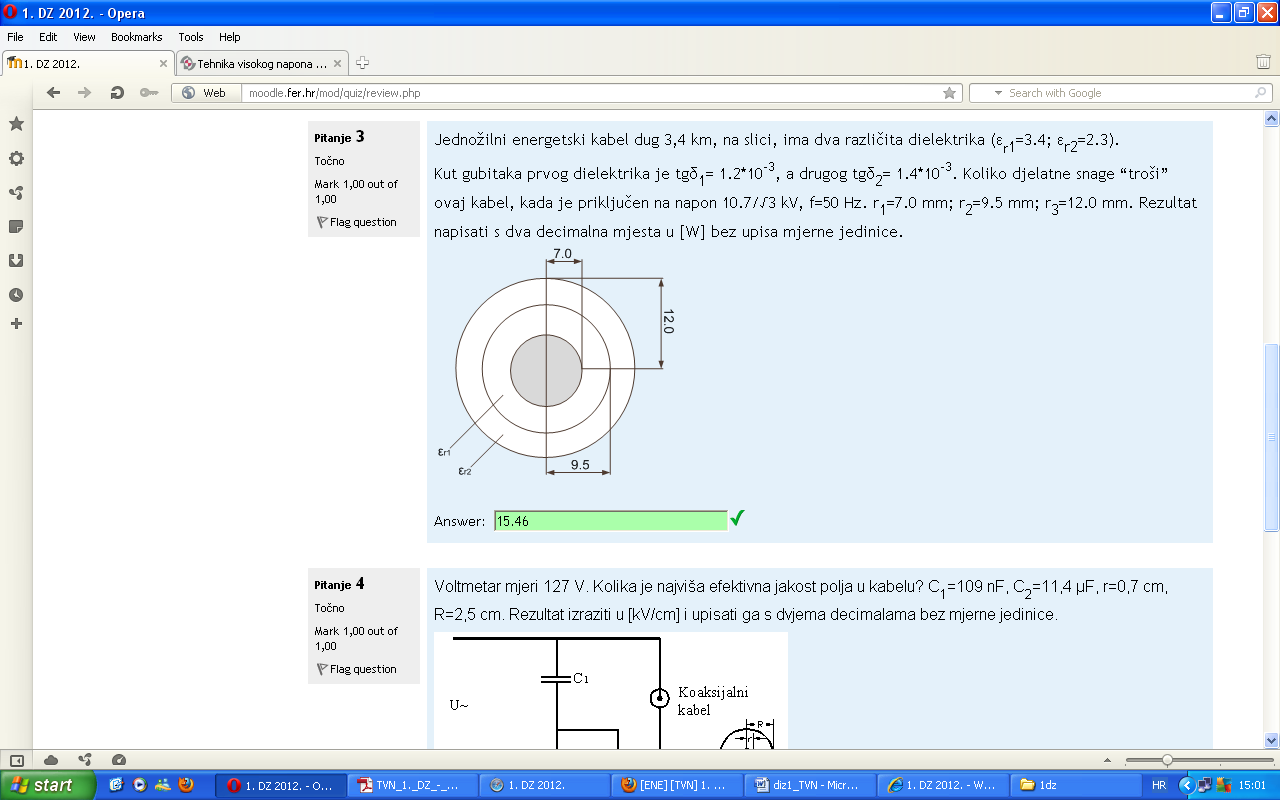 1. DZ 2012. - Opera
File Edit View Bookmarks Tools Help
1. DZ 2012.
Tehnika visokog napona ...
Web
moodle.fer.hr/mod/quiz/review.php
Search with Google
Pitanje 3
Točno
Mark 1,00 out of
1,00
Flag question
Jednožilni energetski kabel dug 3,4 km, na slici, ima dva različita dielektrika (εr1=3.4; εr2=2.3).
Kut gubitaka prvog dielektrika je tgδ1= 1.2*10-3, a drugog tgδ2= 1.4*10-3. Koliko djelatne snage “troši”
ovaj kabel, kada je priključen na napon 10.7/√3 kV, f=50 Hz. r1=7.0 mm; r2=9.5 mm; r3=12.0 mm. Rezultat
napisati s dva decimalna mjesta u [W] bez upisa mjerne jedinice.
7.0
12.0
εr1
εr2
9.5
Answer: 15.46
Pitanje 4
Točno
Mark 1,00 out of
1,00
Flag question
Voltmetar mjeri 127 V. Kolika je najviša efektivna jakost polja u kabelu? C1=109 nF, C2=11,4 µF, r=0,7 cm,
R=2,5 cm. Rezultat izraziti u [kV/cm] i upisati ga s dvjema decimalama bez mjerne jedinice.
C1
U~
Koaksijalni
kabel
R
r
start
1. DZ 2012. - O...
TVN_1._DZ_-_...
1. DZ 2012.
[ENE] [TVN] 1. ...
diz1_TVN - Micr...
1. DZ 2012. - W...
1dz
HR
15:01